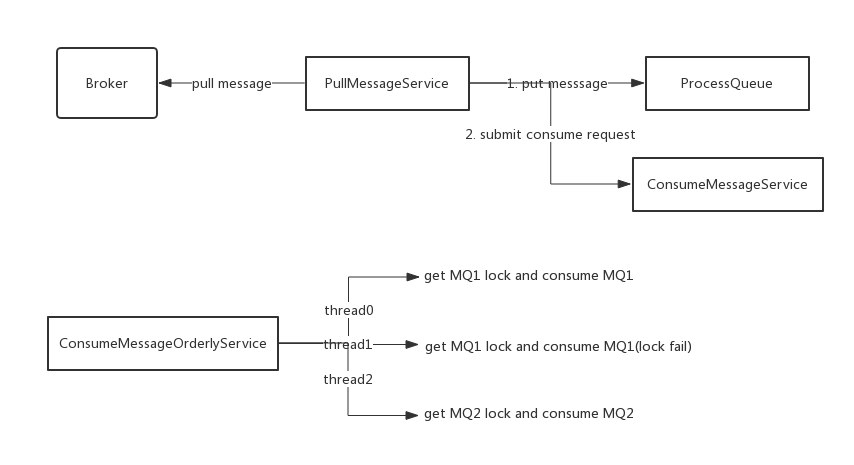 Broker
pull message
PullMessageService
1. put messsage
ProcessQueue
2. submit consume request
ConsumeMessageService
get MQ1 lock and consume MQ1
thread0
ConsumeMessageOrderlyService
thread1
get MQ1 lock and consume MQ1(lock fail)
thread2
get MQ2 lock and consume MQ2